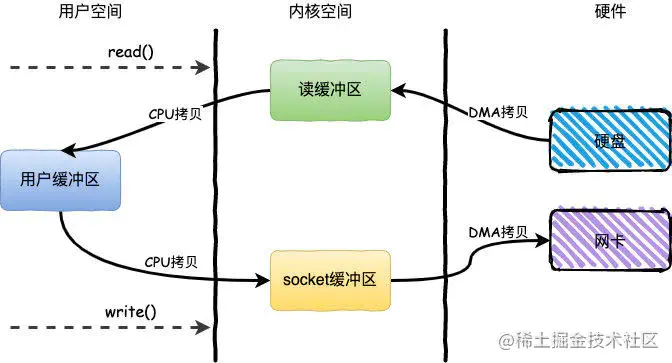 用户空间
内核空间
硬件
read()
读缓冲区
CPU拷贝
DMA拷贝
硬盘
用户缓冲区
DMA拷贝
网卡
CPU拷贝
socket缓冲区
write()
@稀土掘金技术社区